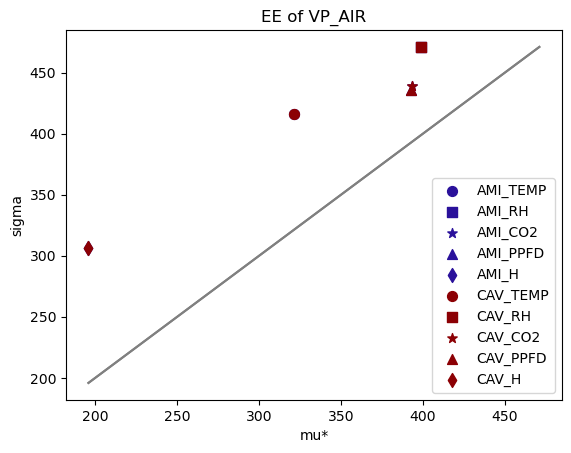 EE of VP_AIR
sigma
450
400
350
300
250
200
200
250
300
350
400
450
mu*
AMI_TEMP
AMI_RH
AMI_CO2
AMI_PPFD
AMI_H
CAV_TEMP
CAV_RH
CAV_CO2
CAV_PPFD
CAV_H